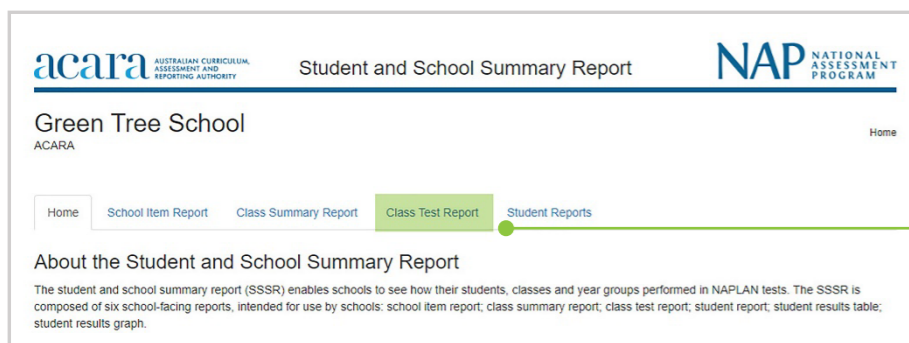 acara AUSTRALIAN CURRICULUM,
ASSESSMENT AND
REPORTING AUTHORITY
Student and School Summary Report
NAP NATIONAL
ASSESSMENT
PROGRAM
Green Tree School
ACARA
Home
Home School Item Report Class Summary Report Class Test Report Student Reports
About the Student and School Summary Report
The student and school summary report (SSSR) enables schools to see how their students, classes and year groups performed in NAPLAN tests. The SSSR is
composed of six school-facing reports, intended for use by schools: school item report; class summary report; class test report; student report; student results table;
student results graph.